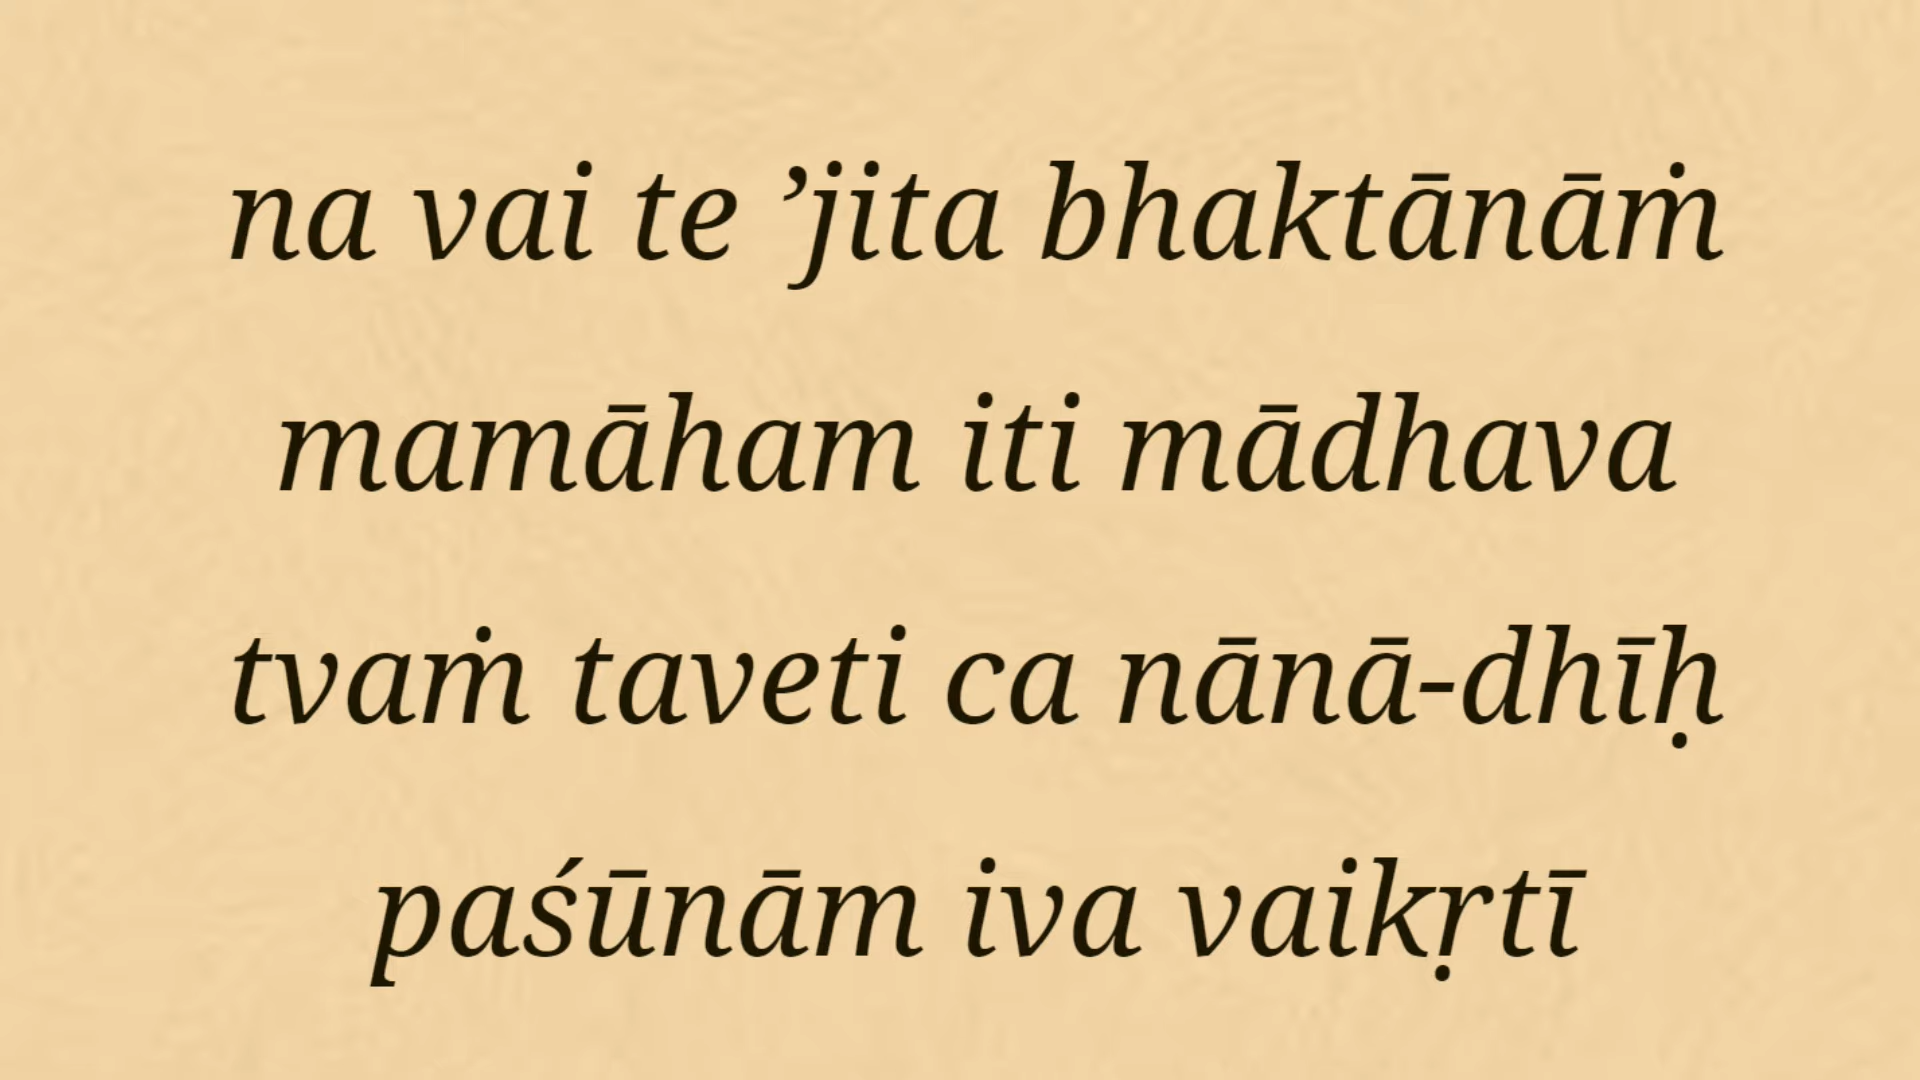 na vai te ’jita bhaktānāṁ
mamāham iti mādhava
tvaṁ taveti ca nānā-dhīḥ
paśūnām iva vaikṛtī